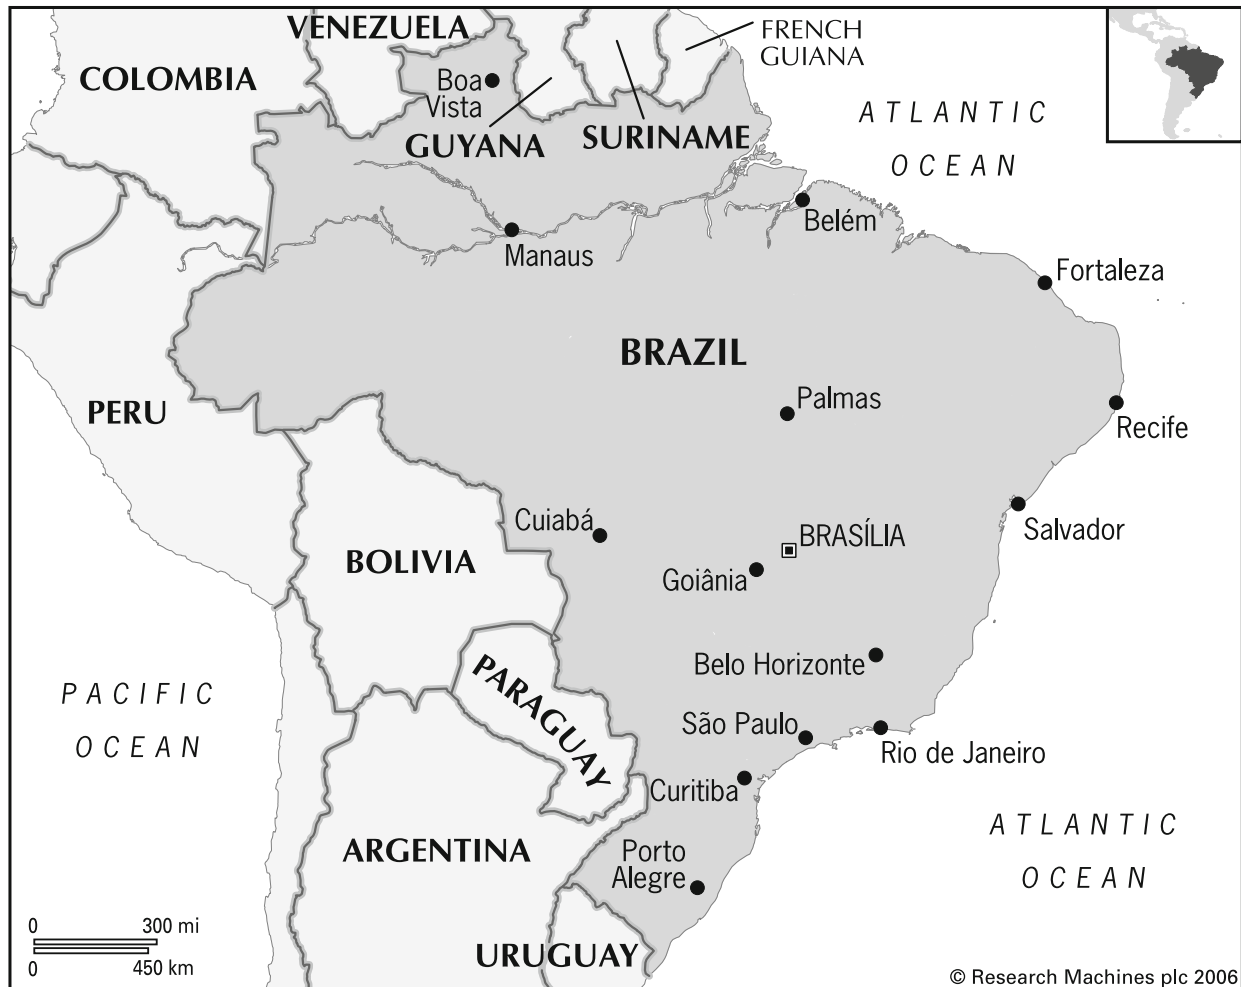 VENEZUELA
FRENCH
GUIANA
COLOMBIA
Boa
Vista
ATLANTIC
OCEAN
GUYANA
SURINAME
Belém
Manaus
Fortaleza
BRAZIL
Palmas
PERU
Recife
Cuiabá
Salvador
BRASÍLIA
BOLIVIA
Goiânia
Belo Horizonte
PARAGUAY
PACIFIC
OCEAN
São Paulo
Rio de Janeiro
Curitiba
ATLANTIC
OCEAN
ARGENTINA
Porto
Alegre
0 300 mi
0 450 km
URUGUAY
© Research Machines plc 2006